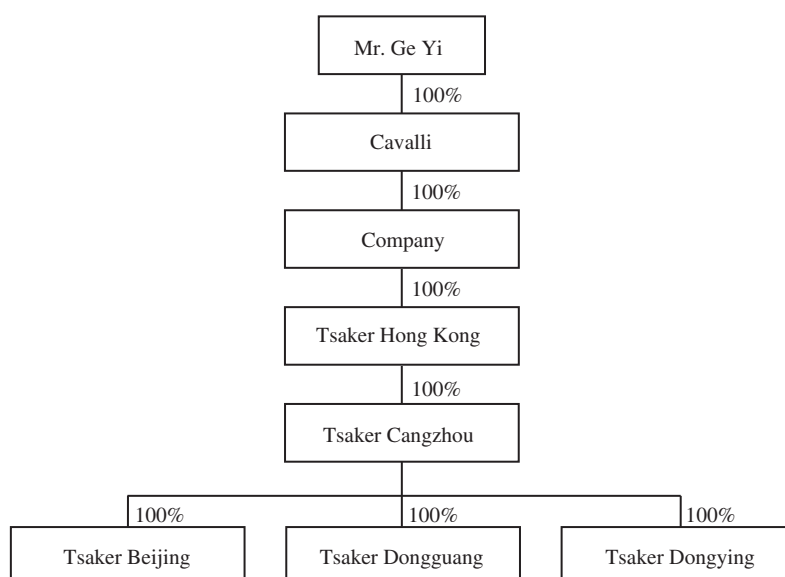 Mr. Ge Yi
100%
Cavalli
100%
Company
100%
Tsaker Hong Kong
100%
Tsaker Cangzhou
100%
100%
100%
Tsaker Beijing
Tsaker Dongguang
Tsaker Dongying